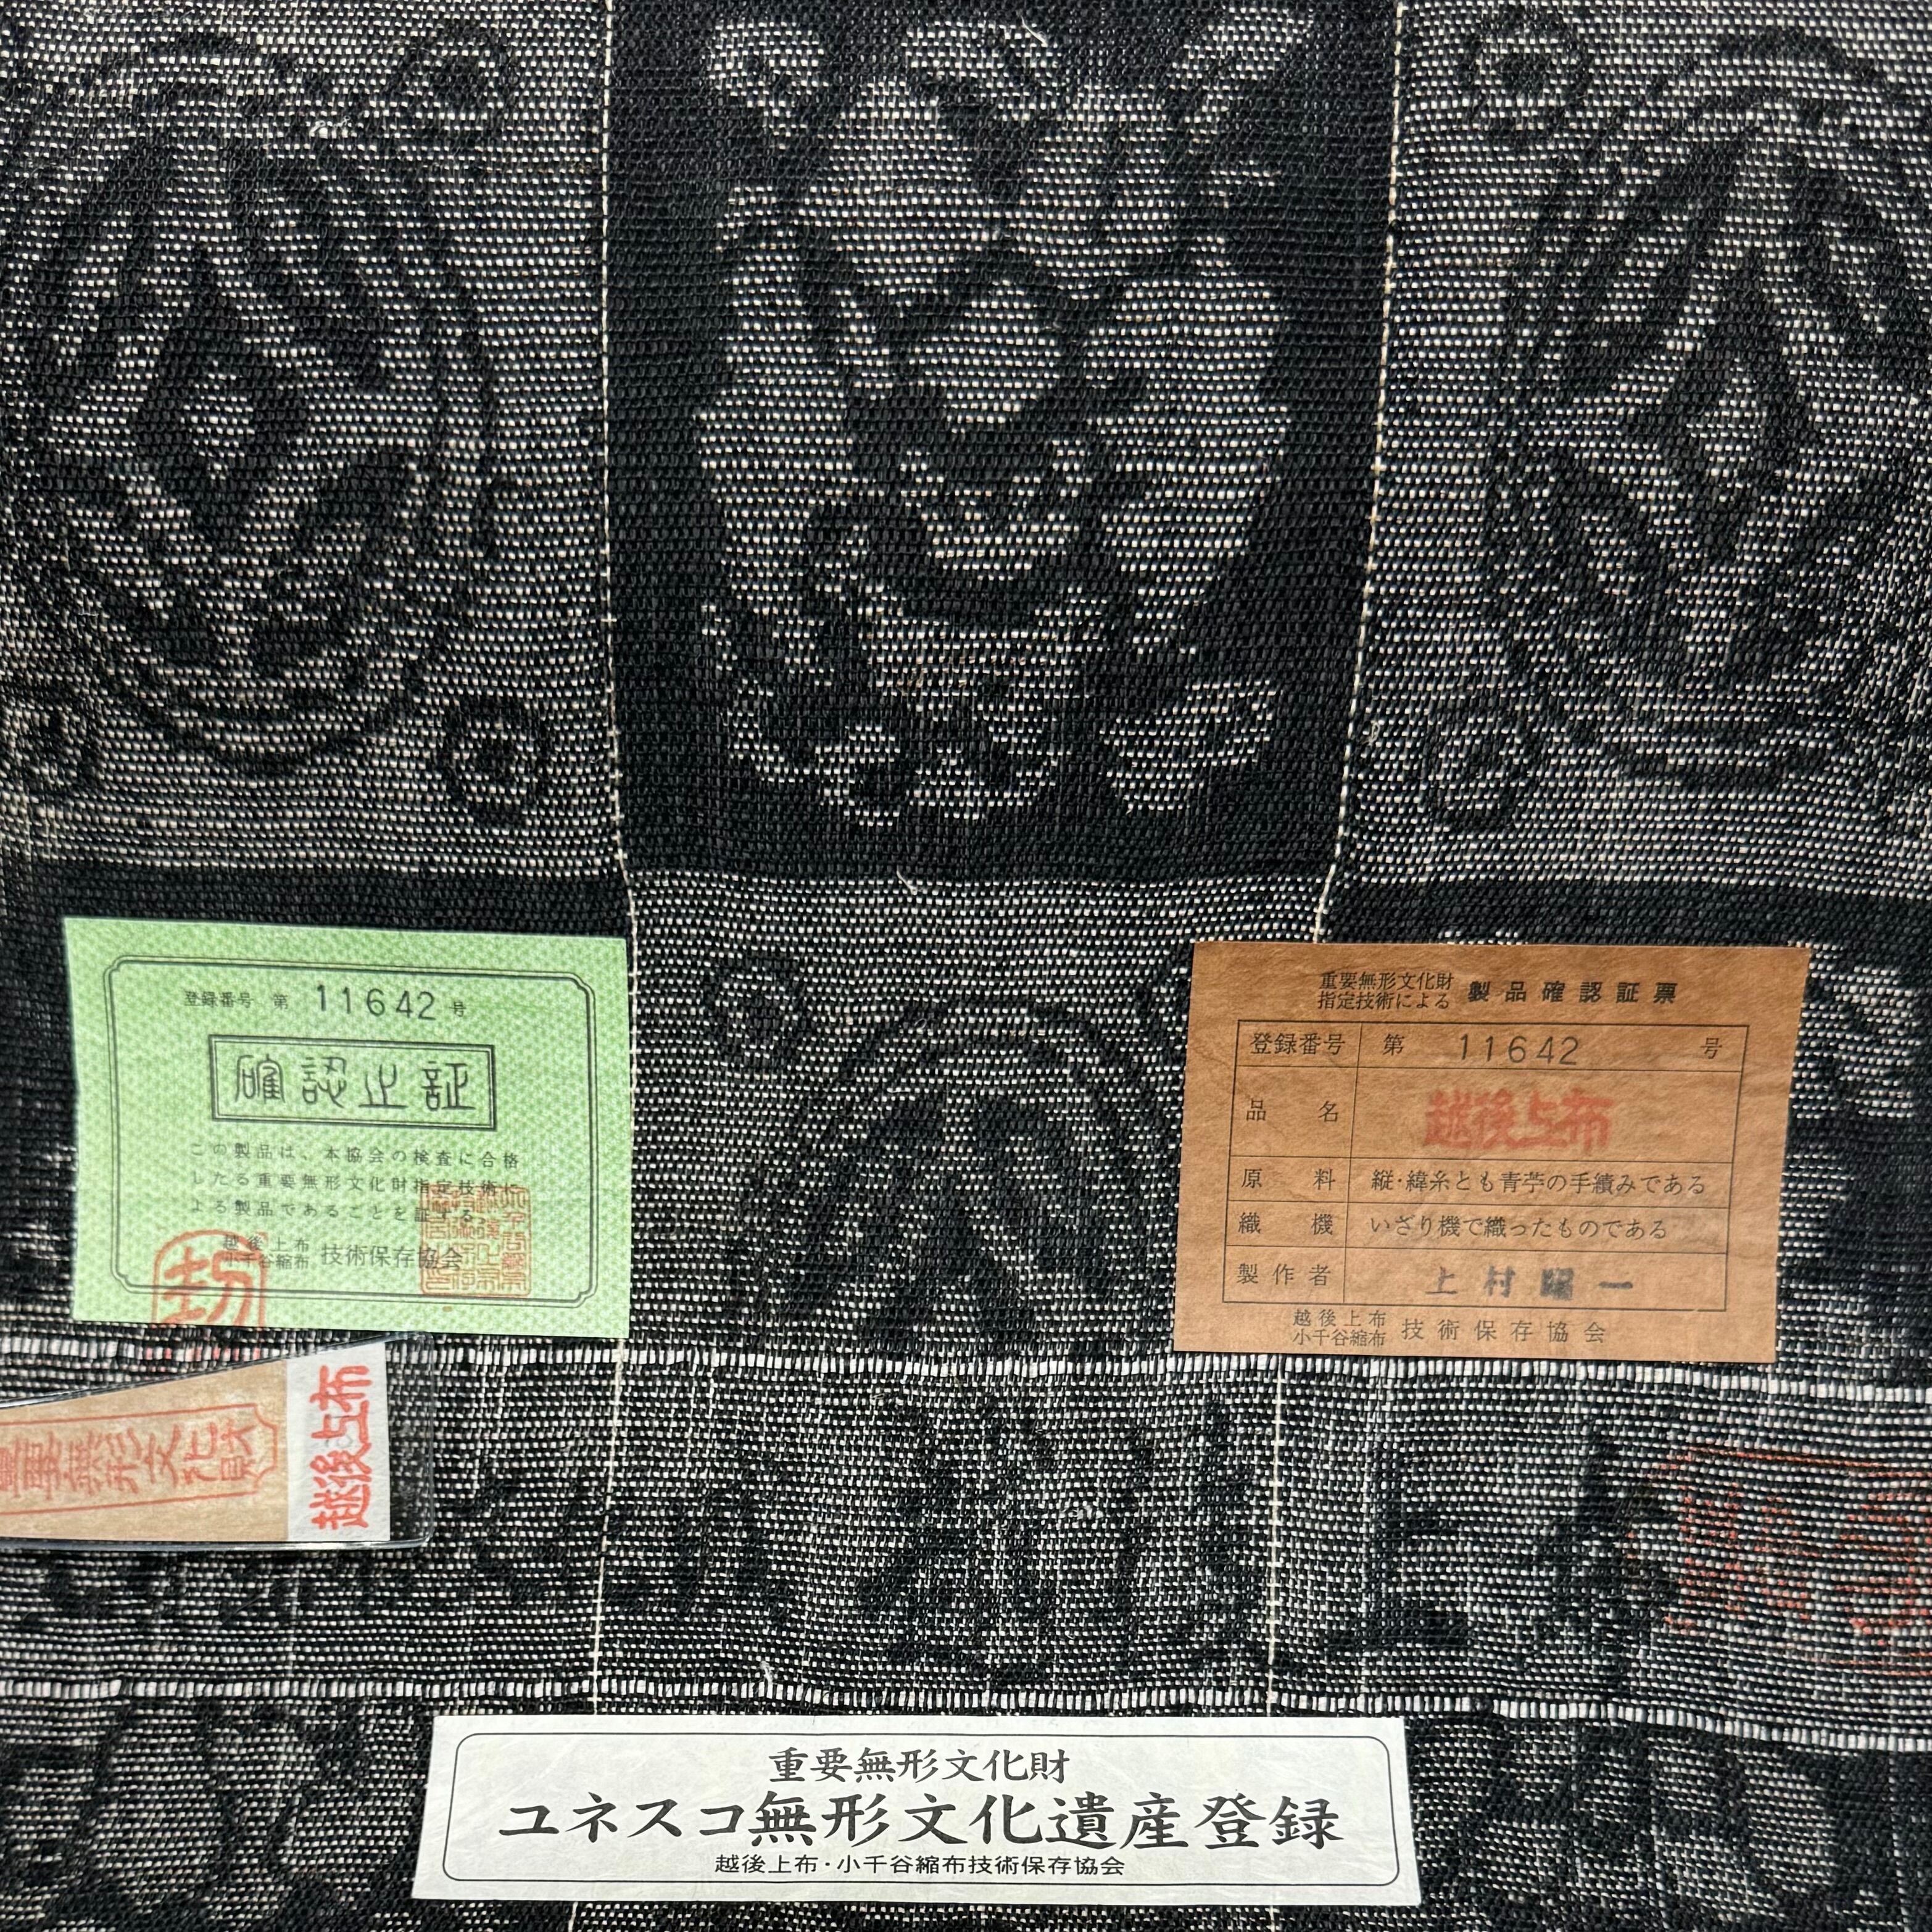 登録番号 第 11642 号
確認之証
この製品は、本協会の検査に合格
したる重要無形文化財指定技術に
よる製品であることを証する
越後上布
小千谷縮布 技術保存協会
重要無形文化財
指定技術による 製品確認証票
登録番号 第 11642 号
品名 越後上布
原料 縦・緯糸とも青苧の手績みである
織機 いざり機で織ったものである
製作者 上村昭一
越後上布
小千谷縮布 技術保存協会
重要無形文化財
越後上布
重要無形文化財
ユネスコ無形文化遺産登録
越後上布・小千谷縮布技術保存協会